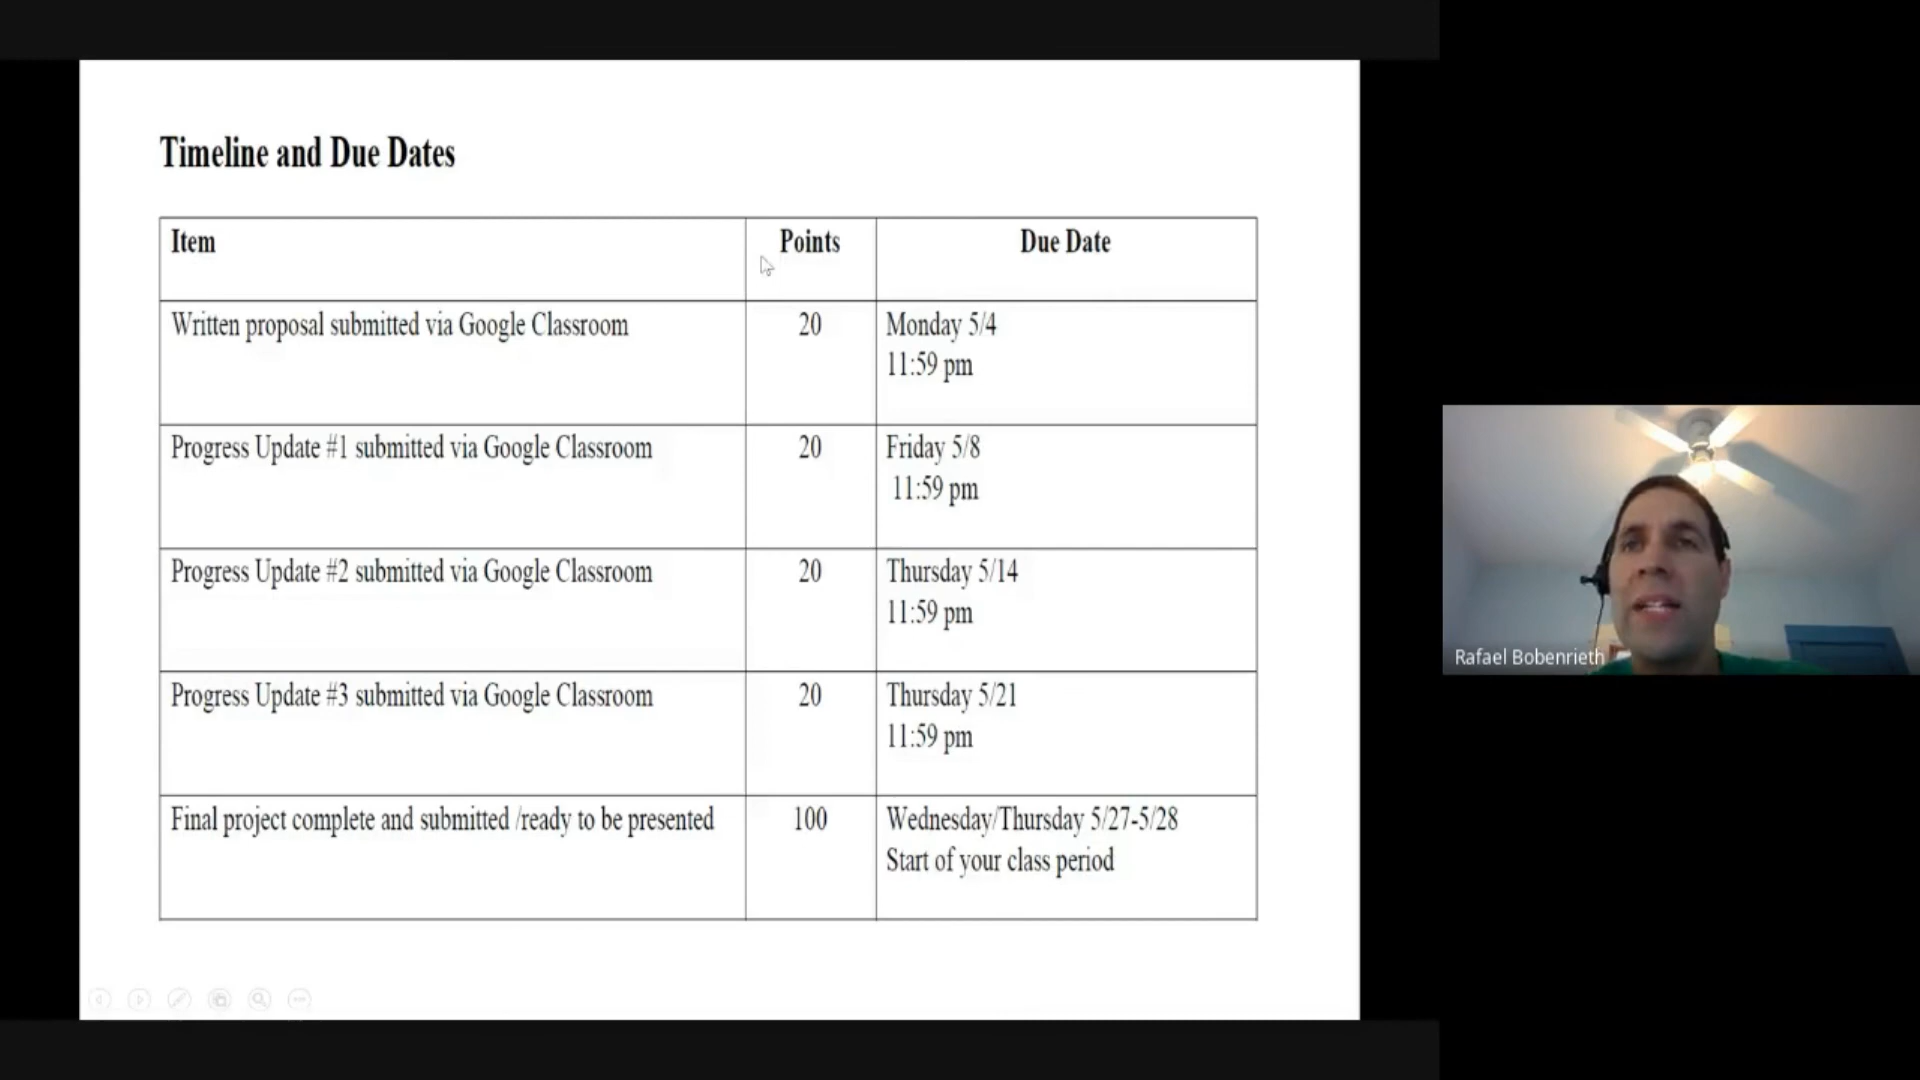 Timeline and Due Dates
Item Points Due Date
Written proposal submitted via Google Classroom 20 Monday 5/4
11:59 pm
Progress Update #1 submitted via Google Classroom 20 Friday 5/8
11:59 pm
Progress Update #2 submitted via Google Classroom 20 Thursday 5/14
11:59 pm
Progress Update #3 submitted via Google Classroom 20 Thursday 5/21
11:59 pm
Final project complete and submitted /ready to be presented 100 Wednesday/Thursday 5/27-5/28
Start of your class period
Rafael Bobenrieth